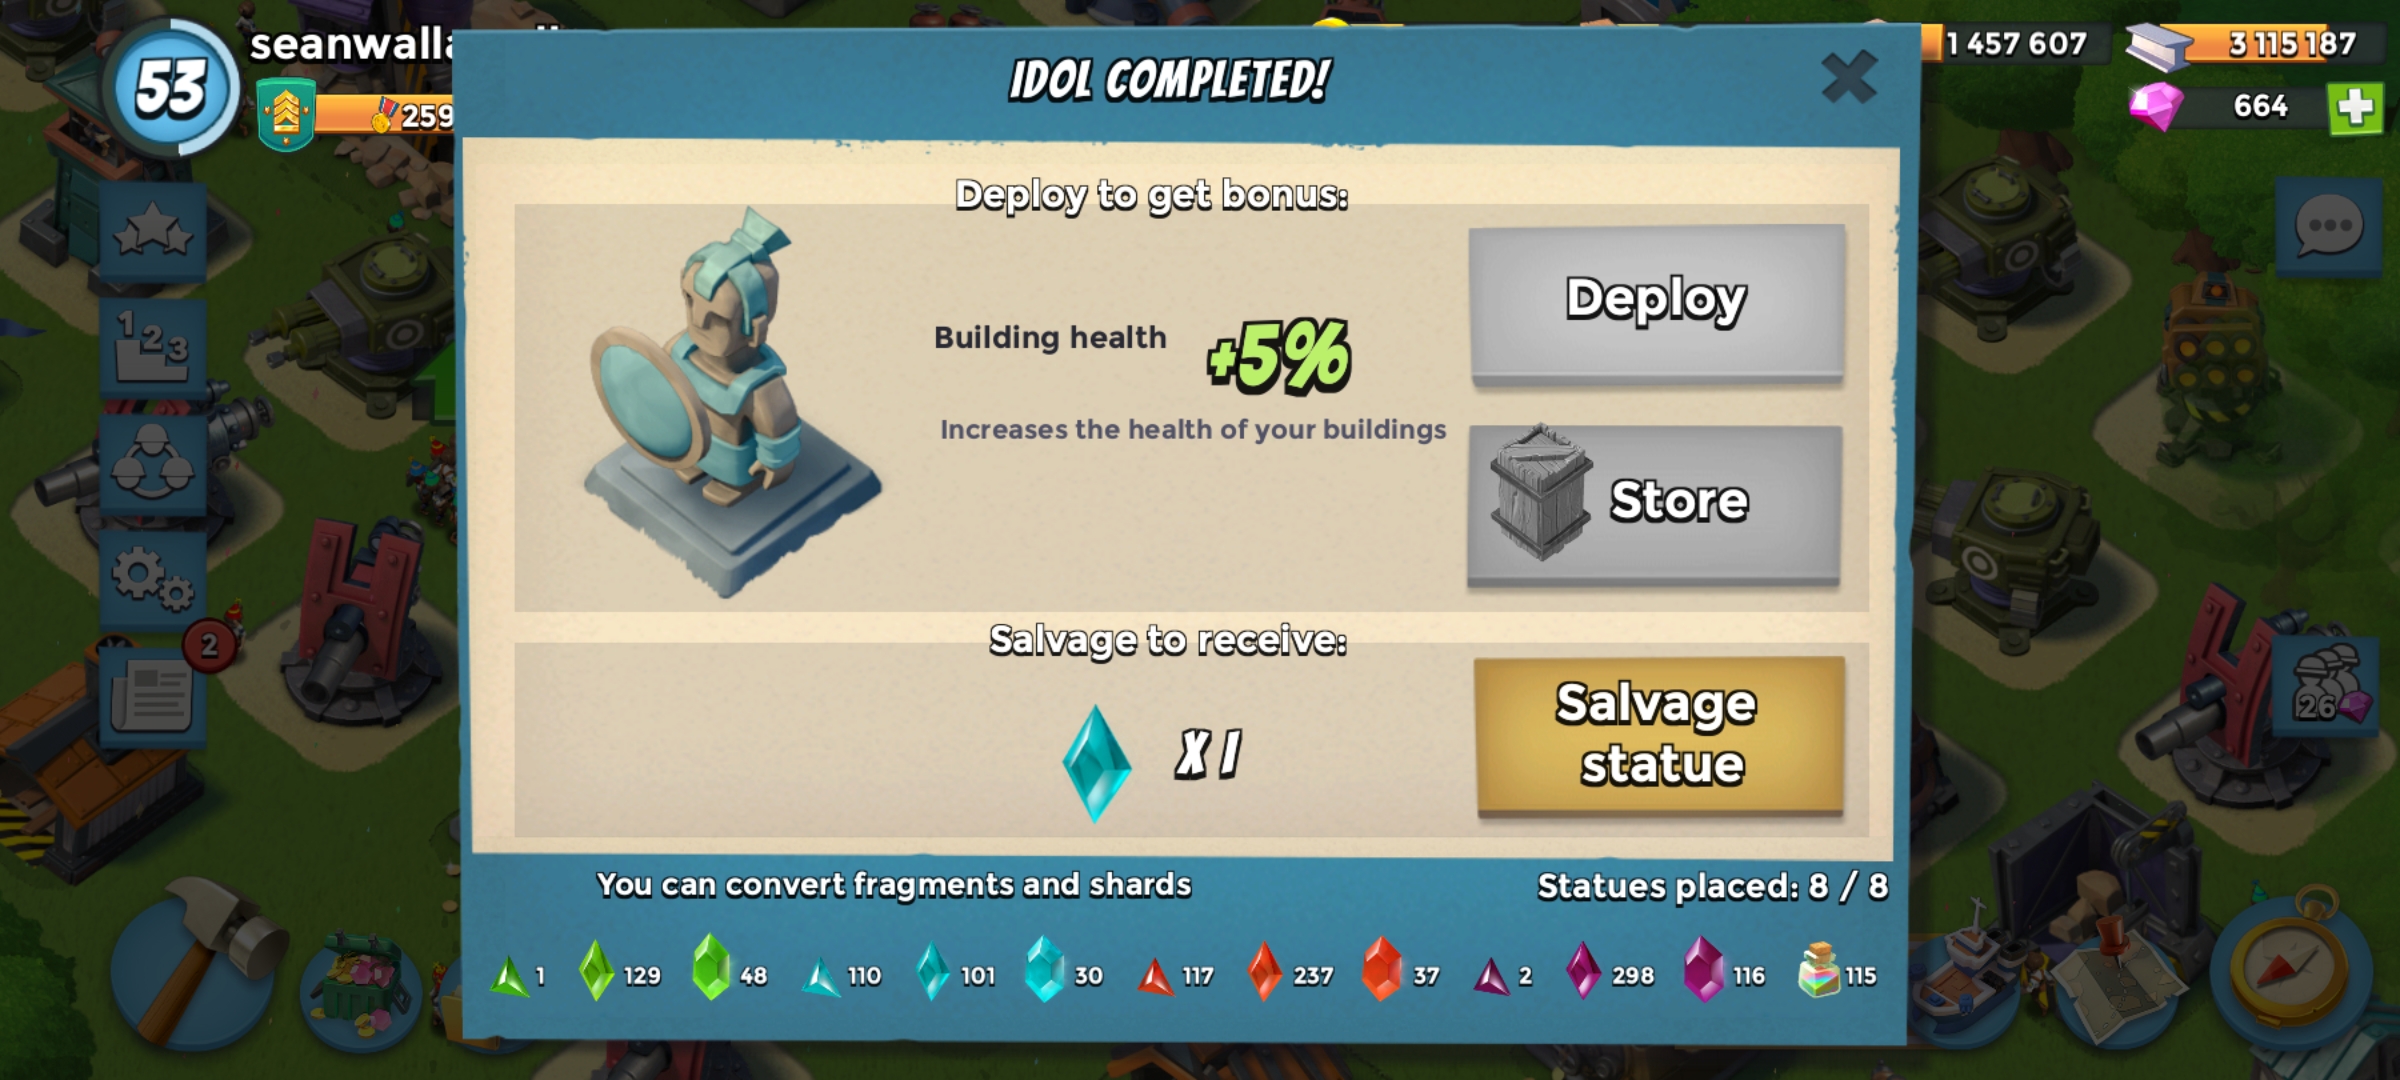 53
259
IDOL COMPLETED!
1 457 607
3 115 187
664
Deploy to get bonus:
Building health +5%
Increases the health of your buildings
Deploy
Store
1 2 3
2
Salvage to receive:
X 1
Salvage
statue
26
You can convert fragments and shards
Statues placed: 8 / 8
1 129 48 110 101 30 117 237 37 2 298 116 115